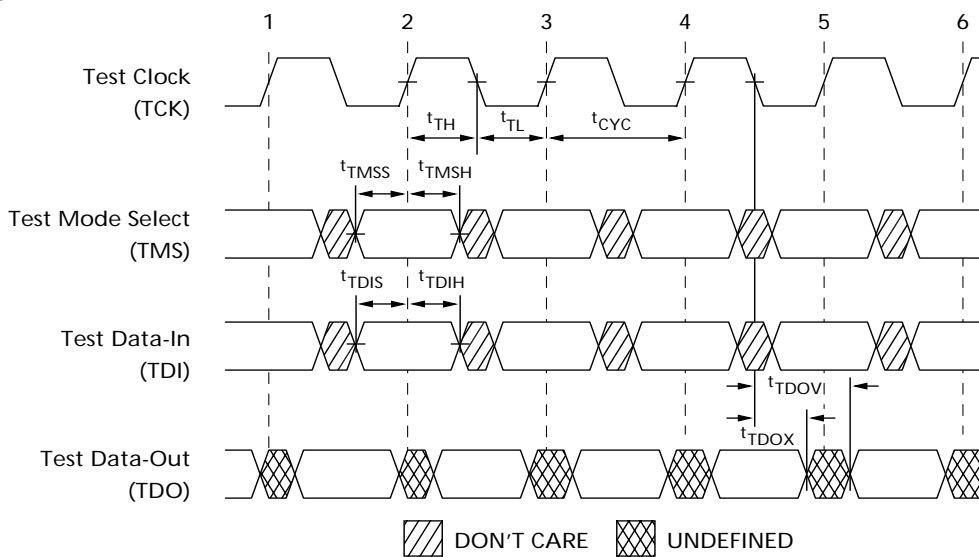 1 2 3 4 5 6
Test Clock
(TCK)
tTH tTL tCYC
tTMSS tTMSH
Test Mode Select
(TMS)
tTDIS tTDIH
Test Data-In
(TDI)
tTDOV
tTDOX
Test Data-Out
(TDO)
DON'T CARE UNDEFINED